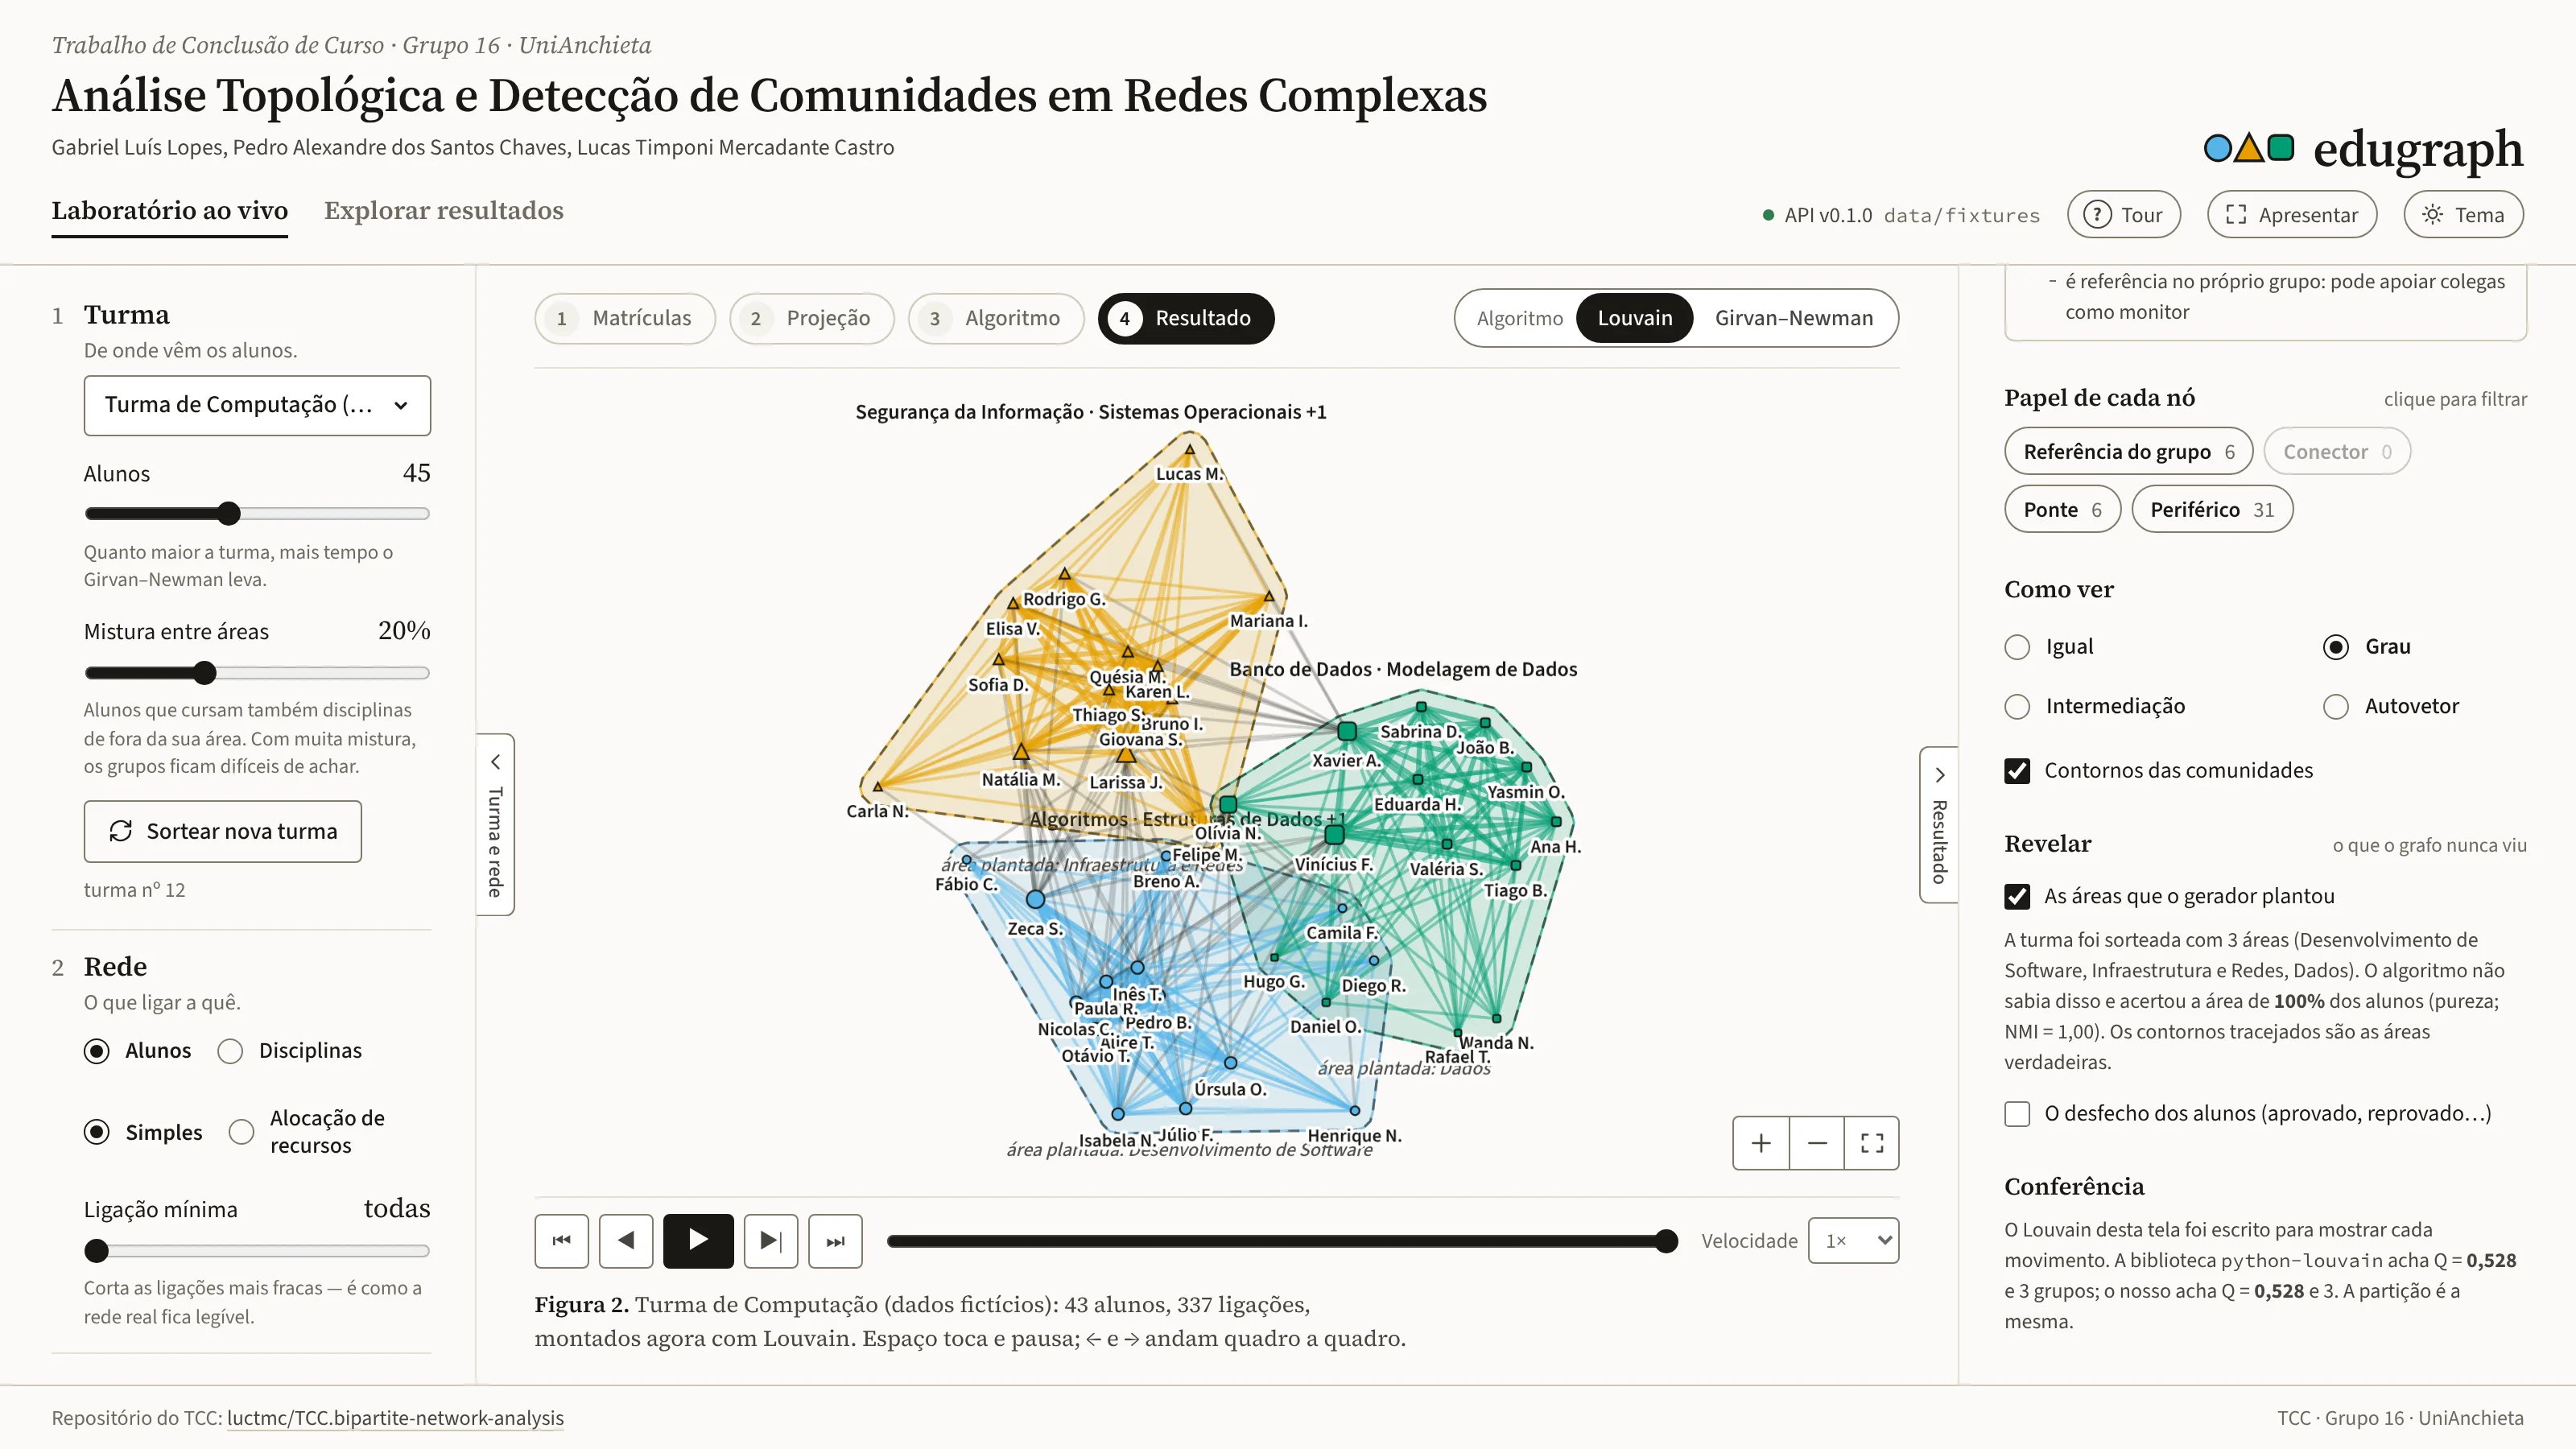 Trabalho de Conclusão de Curso · Grupo 16 · UniAnchieta
Análise Topológica e Detecção de Comunidades em Redes Complexas
Gabriel Luís Lopes, Pedro Alexandre dos Santos Chaves, Lucas Timponi Mercadante Castro
edugraph
Laboratório ao vivo
Explorar resultados
API v0.1.0 data/fixtures
? Tour
Apresentar
Tema
1 Turma
De onde vêm os alunos.
Turma de Computação (...
Alunos 45
Quanto maior a turma, mais tempo o
Girvan–Newman leva.
Mistura entre áreas 20%
Alunos que cursam também disciplinas
de fora da sua área. Com muita mistura,
os grupos ficam difíceis de achar.
Sortear nova turma
turma nº 12
2 Rede
O que ligar a quê.
Alunos
Disciplinas
Simples
Alocação de
recursos
Ligação mínima todas
Corta as ligações mais fracas — é como a
rede real fica legível.
Turma e rede
1 Matrículas
2 Projeção
3 Algoritmo
4 Resultado
Algoritmo Louvain Girvan–Newman
Segurança da Informação · Sistemas Operacionais +1
Lucas M.
Rodrigo G.
Mariana I.
Elisa V.
Banco de Dados · Modelagem de Dados
Quésia M.
Sofia D.
Karen L.
Thiago S.
Bruno I.
Sabrina D.
Giovana S.
João B.
Xavier A.
Natália M.
Larissa J.
Yasmin O.
Eduarda H.
Carla N.
Algoritmos · Estruturas de Dados +1
Olívia N.
Ana H.
Felipe M.
área plantada: Infraestrutura e Redes
Vinícius F.
Valéria S.
Breno A.
Fábio C.
Tiago B.
Zeca S.
Camila F.
Hugo G.
Diego R.
Inês T.
Paula R.
Pedro B.
Nicolas C.
Daniel O.
Alice T.
Wanda N.
Otávio T.
Rafael T.
área plantada: Dados
Úrsula O.
Isabela N.
Júlio F.
Henrique N.
área plantada: Desenvolvimento de Software
Velocidade 1×
Figura 2. Turma de Computação (dados fictícios): 43 alunos, 337 ligações,
montados agora com Louvain. Espaço toca e pausa; ← e → andam quadro a quadro.
Resultado
- é referência no próprio grupo: pode apoiar colegas
como monitor
Papel de cada nó clique para filtrar
Referência do grupo 6
Conector 0
Ponte 6
Periférico 31
Como ver
Igual
Grau
Intermediação
Autovetor
Contornos das comunidades
Revelar o que o grafo nunca viu
As áreas que o gerador plantou
A turma foi sorteada com 3 áreas (Desenvolvimento de
Software, Infraestrutura e Redes, Dados). O algoritmo não
sabia disso e acertou a área de 100% dos alunos (pureza;
NMI = 1,00). Os contornos tracejados são as áreas
verdadeiras.
O desfecho dos alunos (aprovado, reprovado...)
Conferência
O Louvain desta tela foi escrito para mostrar cada
movimento. A biblioteca python-louvain acha Q = 0,528
e 3 grupos; o nosso acha Q = 0,528 e 3. A partição é a
mesma.
Repositório do TCC: luctmc/TCC.bipartite-network-analysis
TCC · Grupo 16 · UniAnchieta